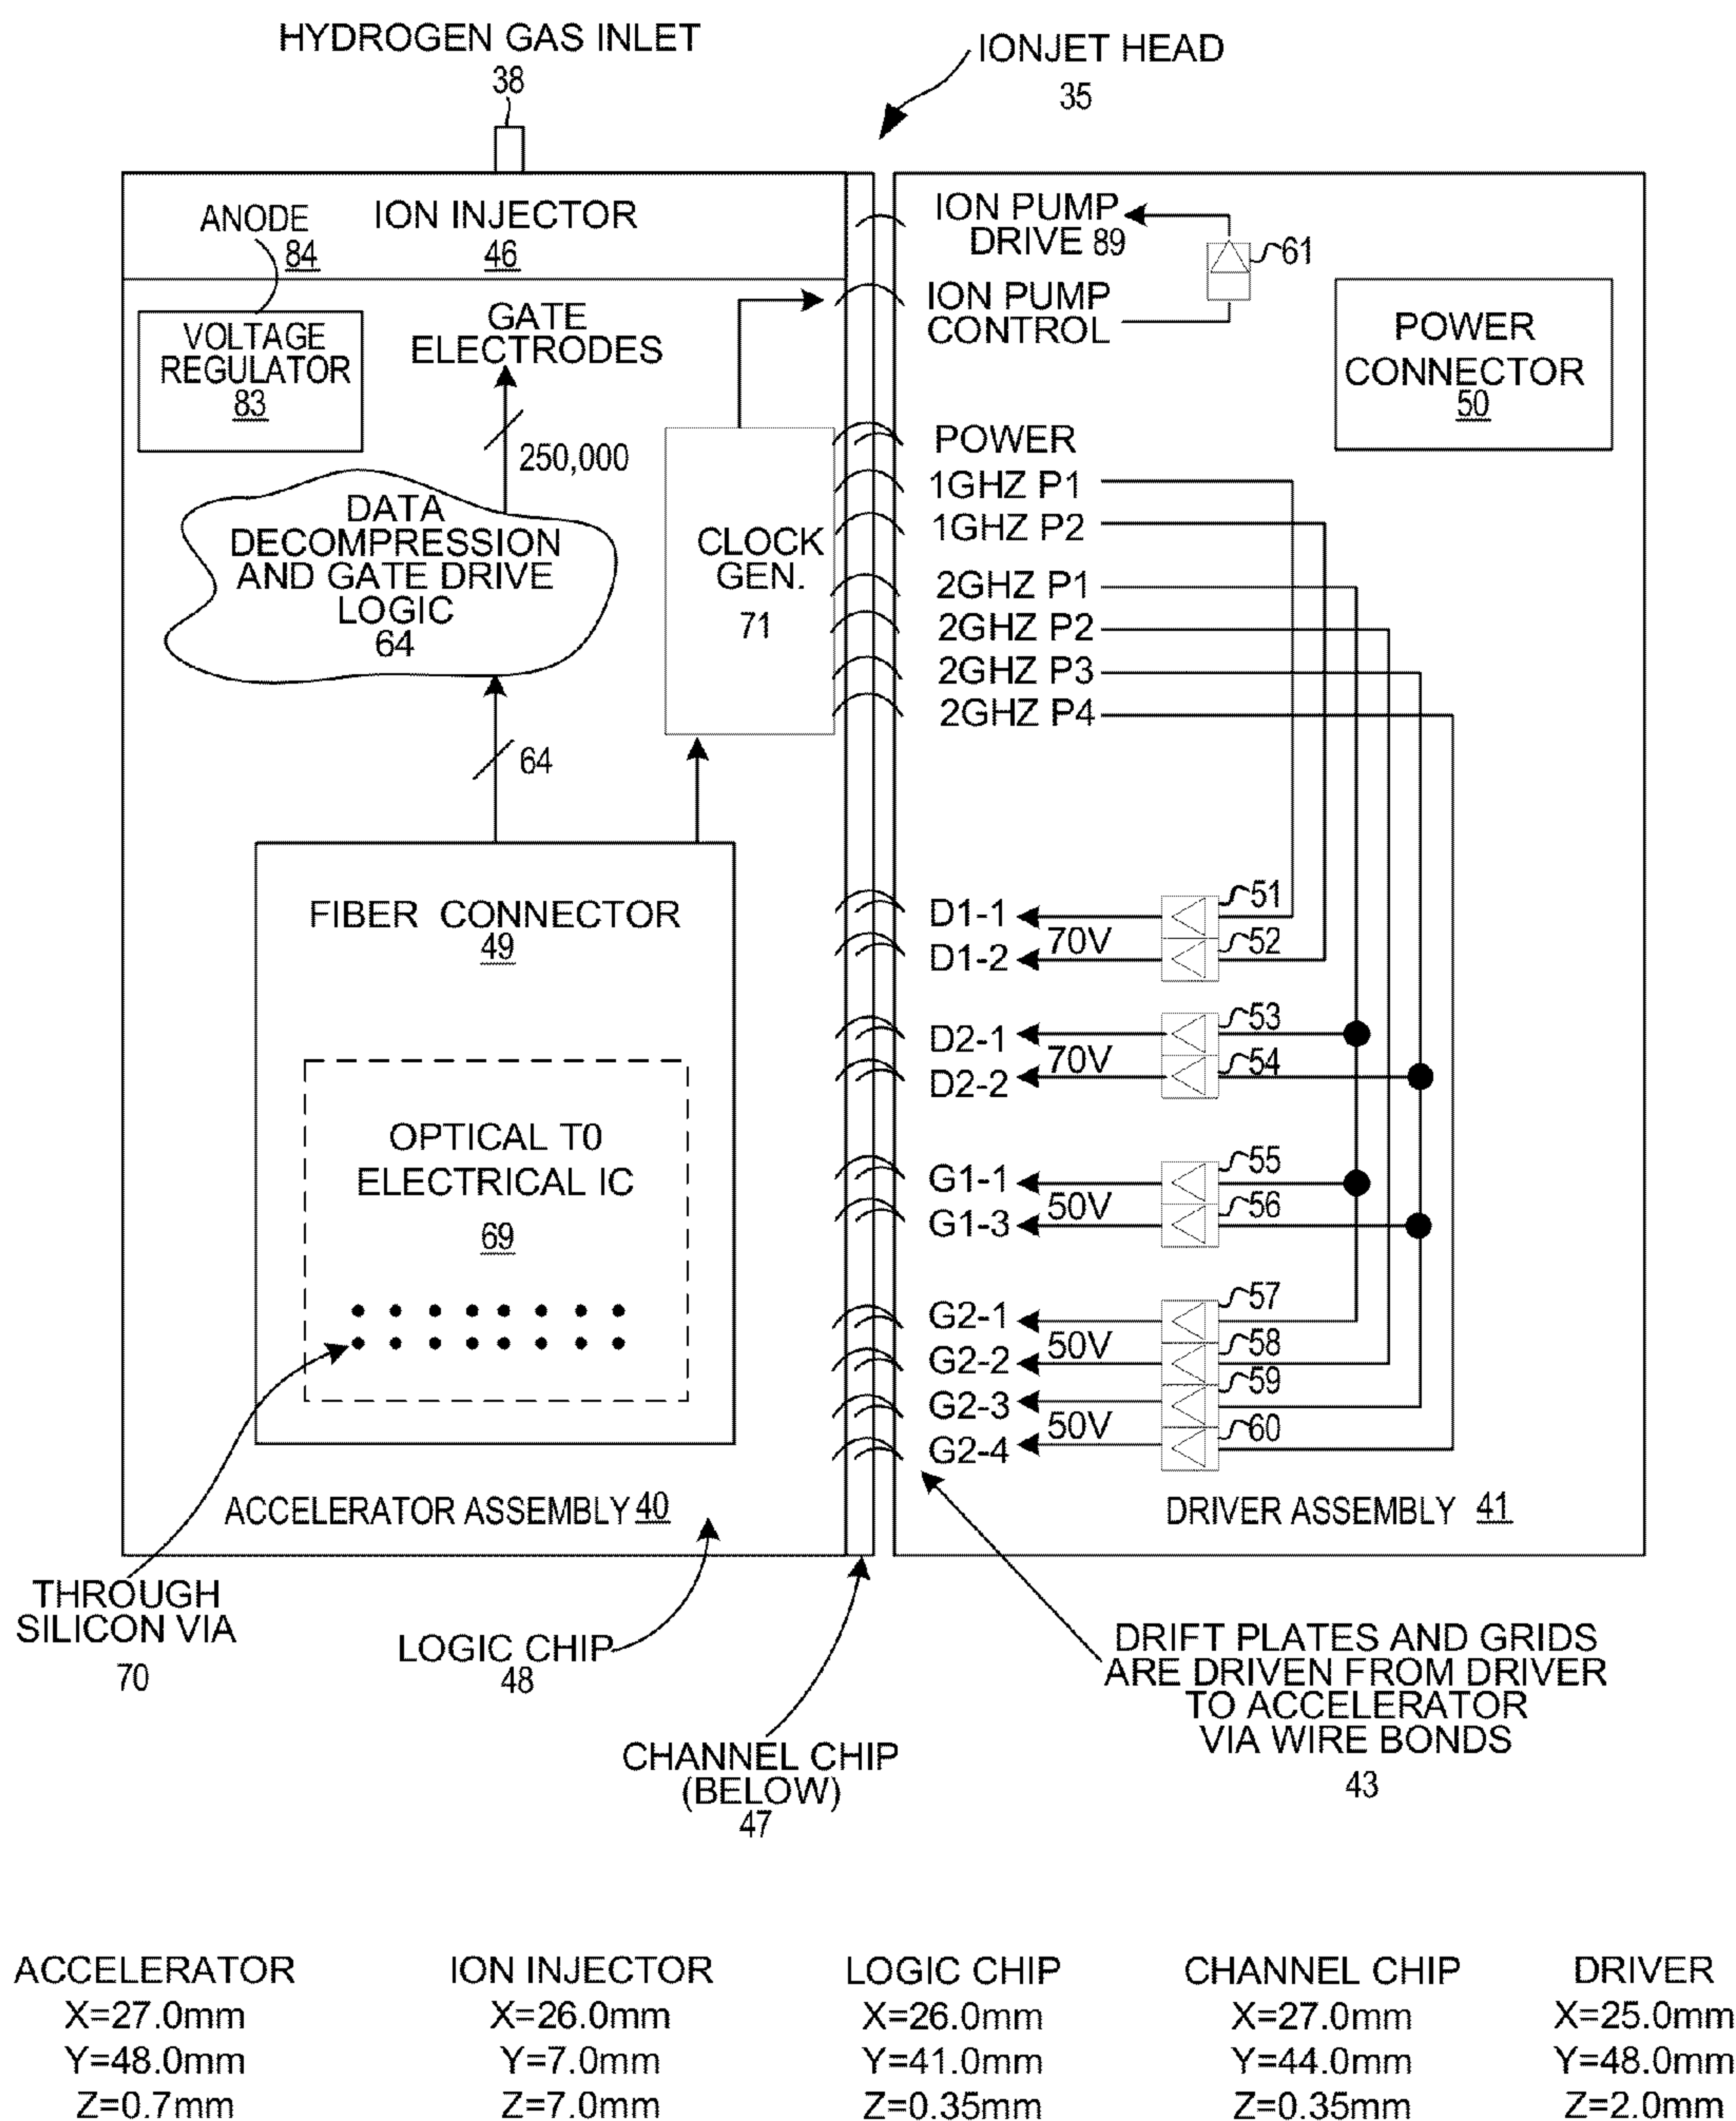 HYDROGEN GAS INLET
38
IONJET HEAD
35
ANODE
84
ION INJECTOR
46
VOLTAGE
REGULATOR
83
GATE
ELECTRODES
250,000
DATA
DECOMPRESSION
AND GATE DRIVE
LOGIC
64
64
CLOCK
GEN.
71
FIBER CONNECTOR
49
OPTICAL TO
ELECTRICAL IC
69
ACCELERATOR ASSEMBLY 40
ION PUMP
DRIVE 89
61
ION PUMP
CONTROL
POWER
CONNECTOR
50
POWER
1GHZ P1
1GHZ P2
2GHZ P1
2GHZ P2
2GHZ P3
2GHZ P4
D1-1
51
70V
D1-2
52
D2-1
53
70V
D2-2
54
G1-1
55
50V
G1-3
56
G2-1
57
50V
G2-2
58
G2-3
59
50V
G2-4
60
DRIVER ASSEMBLY 41
THROUGH
SILICON VIA
70
LOGIC CHIP
48
CHANNEL CHIP
(BELOW)
47
DRIFT PLATES AND GRIDS
ARE DRIVEN FROM DRIVER
TO ACCELERATOR
VIA WIRE BONDS
43
ACCELERATOR
X=27.0mm
Y=48.0mm
Z=0.7mm
ION INJECTOR
X=26.0mm
Y=7.0mm
Z=7.0mm
LOGIC CHIP
X=26.0mm
Y=41.0mm
Z=0.35mm
CHANNEL CHIP
X=27.0mm
Y=44.0mm
Z=0.35mm
DRIVER
X=25.0mm
Y=48.0mm
Z=2.0mm